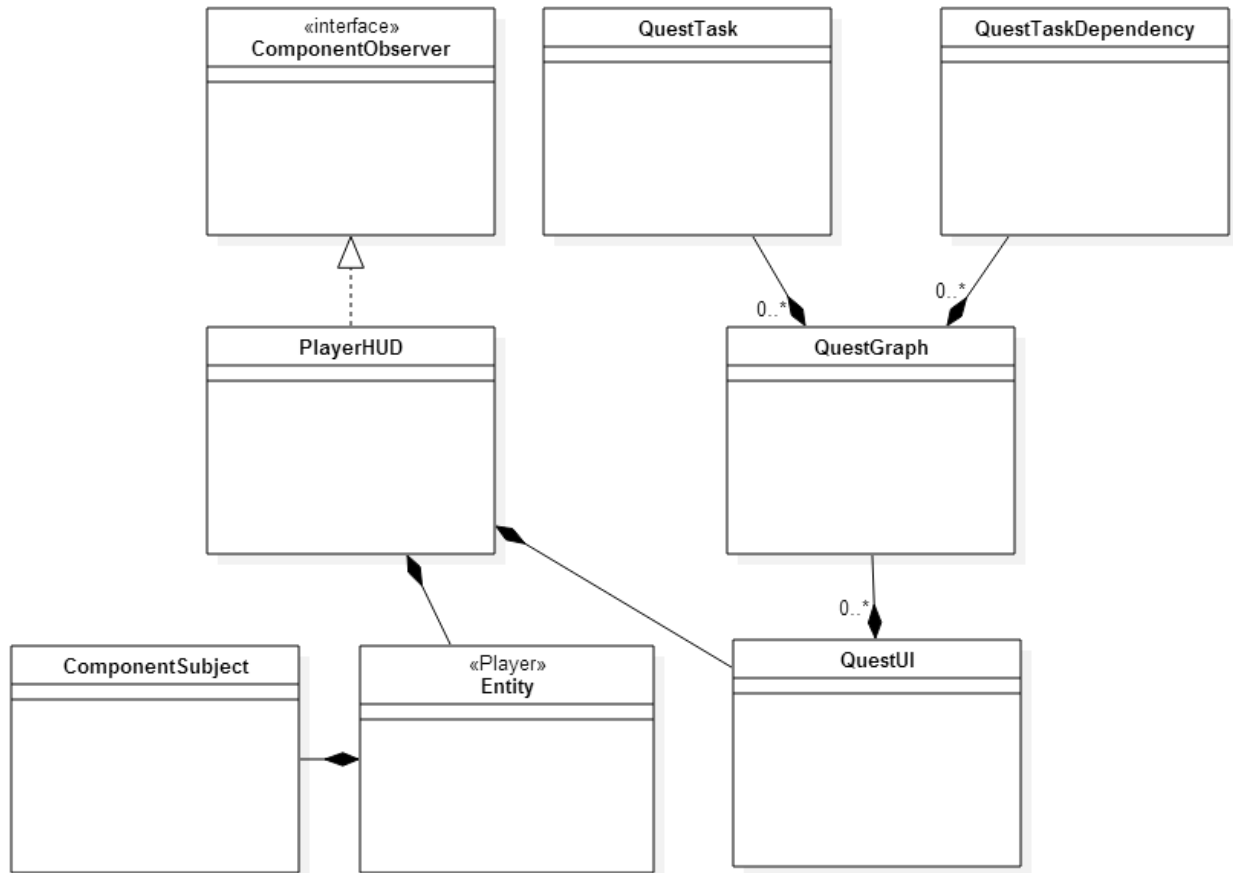 «interface»
ComponentObserver
QuestTask
QuestTaskDependency
0..*
0..*
PlayerHUD
QuestGraph
0..*
ComponentSubject
«Player»
Entity
QuestUI